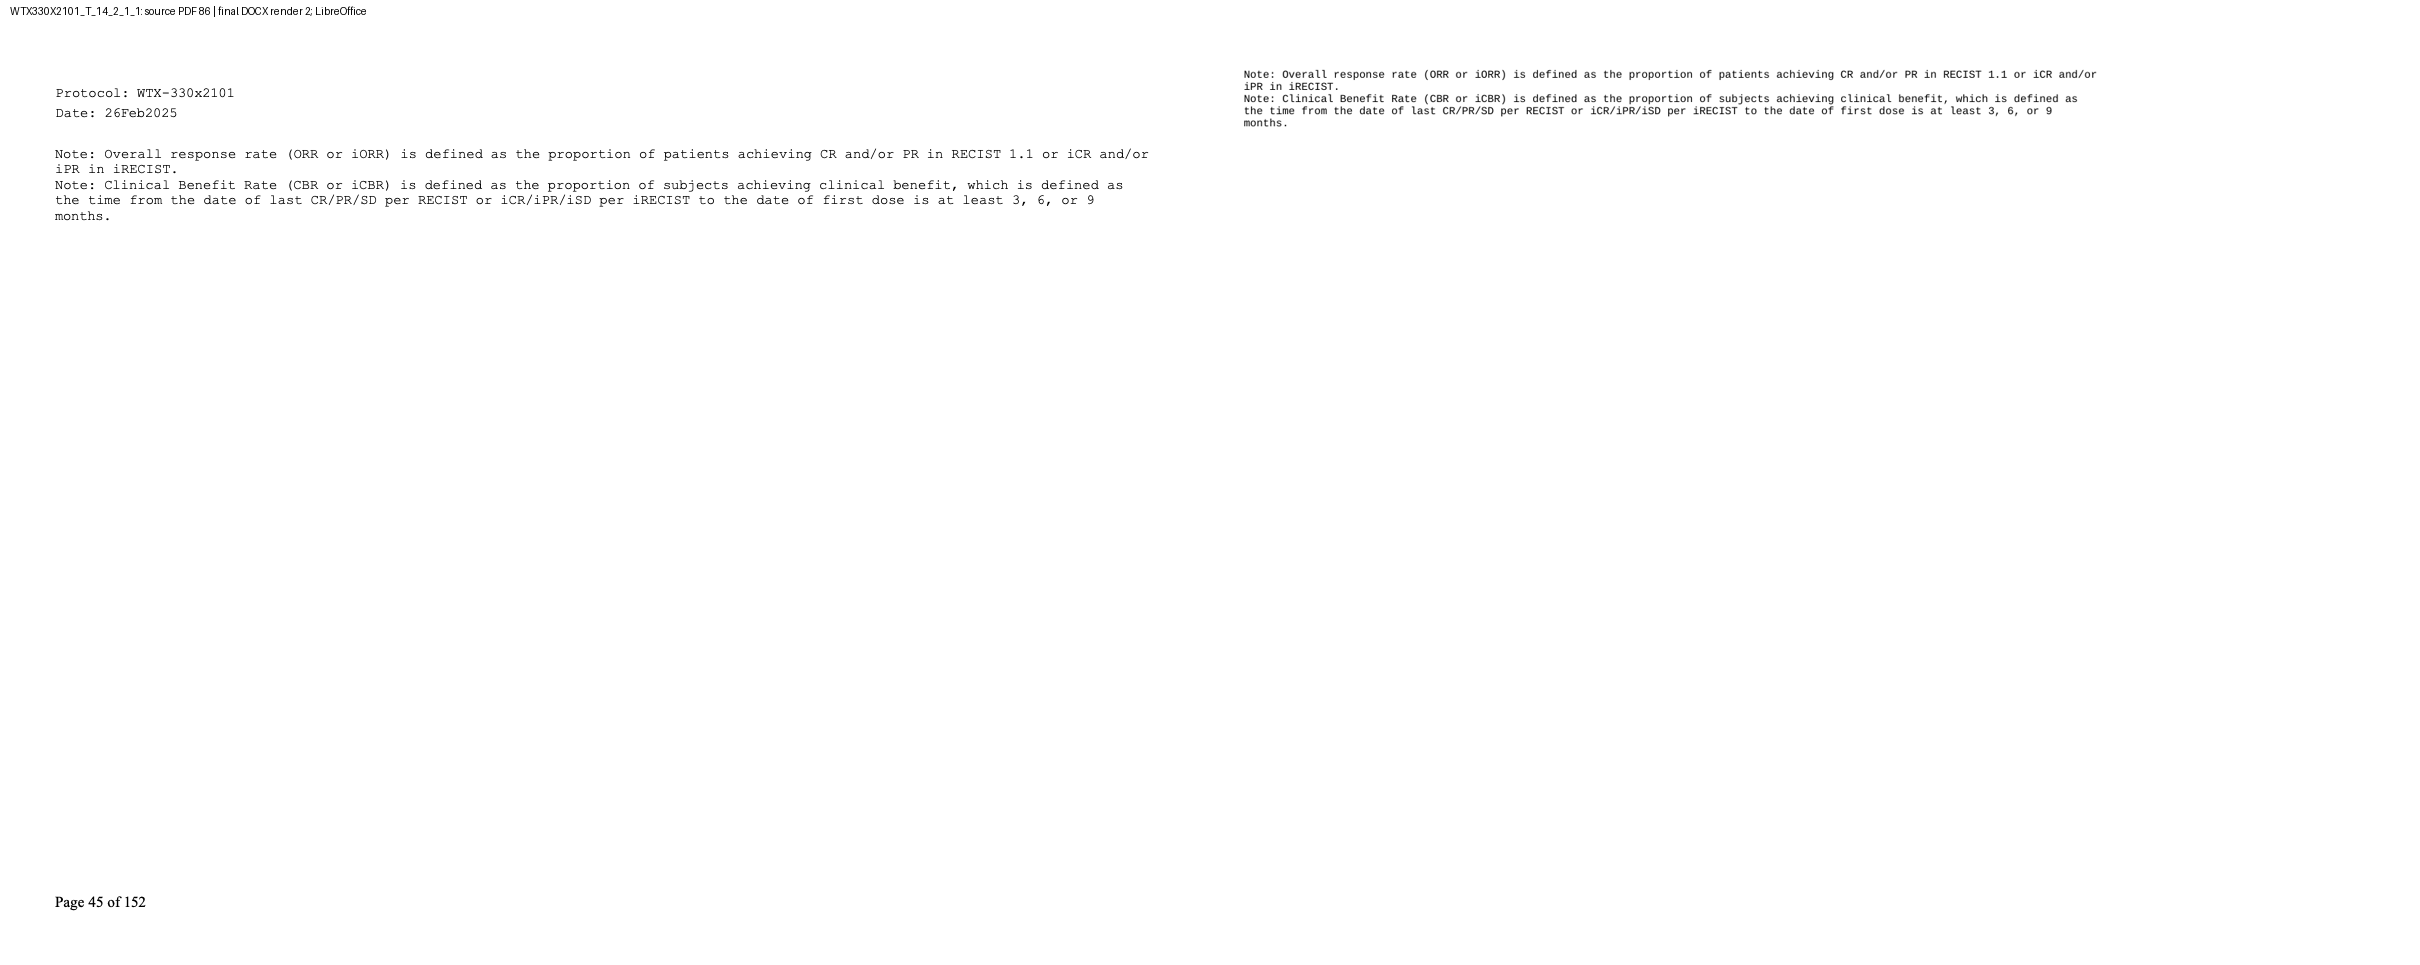 WTX330X2101_T_14_2_1_1: source PDF 86 | final DOCX render 2; LibreOffice
Protocol: WTX-330x2101
Date: 26Feb2025
Note: Overall response rate (ORR or iORR) is defined as the proportion of patients achieving CR and/or PR in RECIST 1.1 or iCR and/or
iPR in iRECIST.
Note: Clinical Benefit Rate (CBR or iCBR) is defined as the proportion of subjects achieving clinical benefit, which is defined as
the time from the date of last CR/PR/SD per RECIST or iCR/iPR/iSD per iRECIST to the date of first dose is at least 3, 6, or 9
months.
Page 45 of 152
Note: Overall response rate (ORR or iORR) is defined as the proportion of patients achieving CR and/or PR in RECIST 1.1 or iCR and/or
iPR in iRECIST.
Note: Clinical Benefit Rate (CBR or iCBR) is defined as the proportion of subjects achieving clinical benefit, which is defined as
the time from the date of last CR/PR/SD per RECIST or iCR/iPR/iSD per iRECIST to the date of first dose is at least 3, 6, or 9
months.